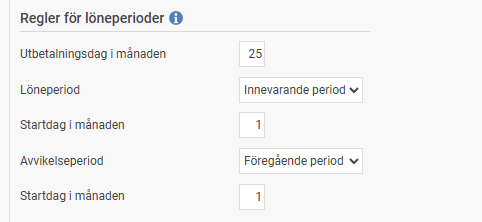 Regler för löneperioder
Utbetalningsdag i månaden 25
Löneperiod Innevarande period
Startdag i månaden 1
Avvikelseperiod Föregående period
Startdag i månaden 1